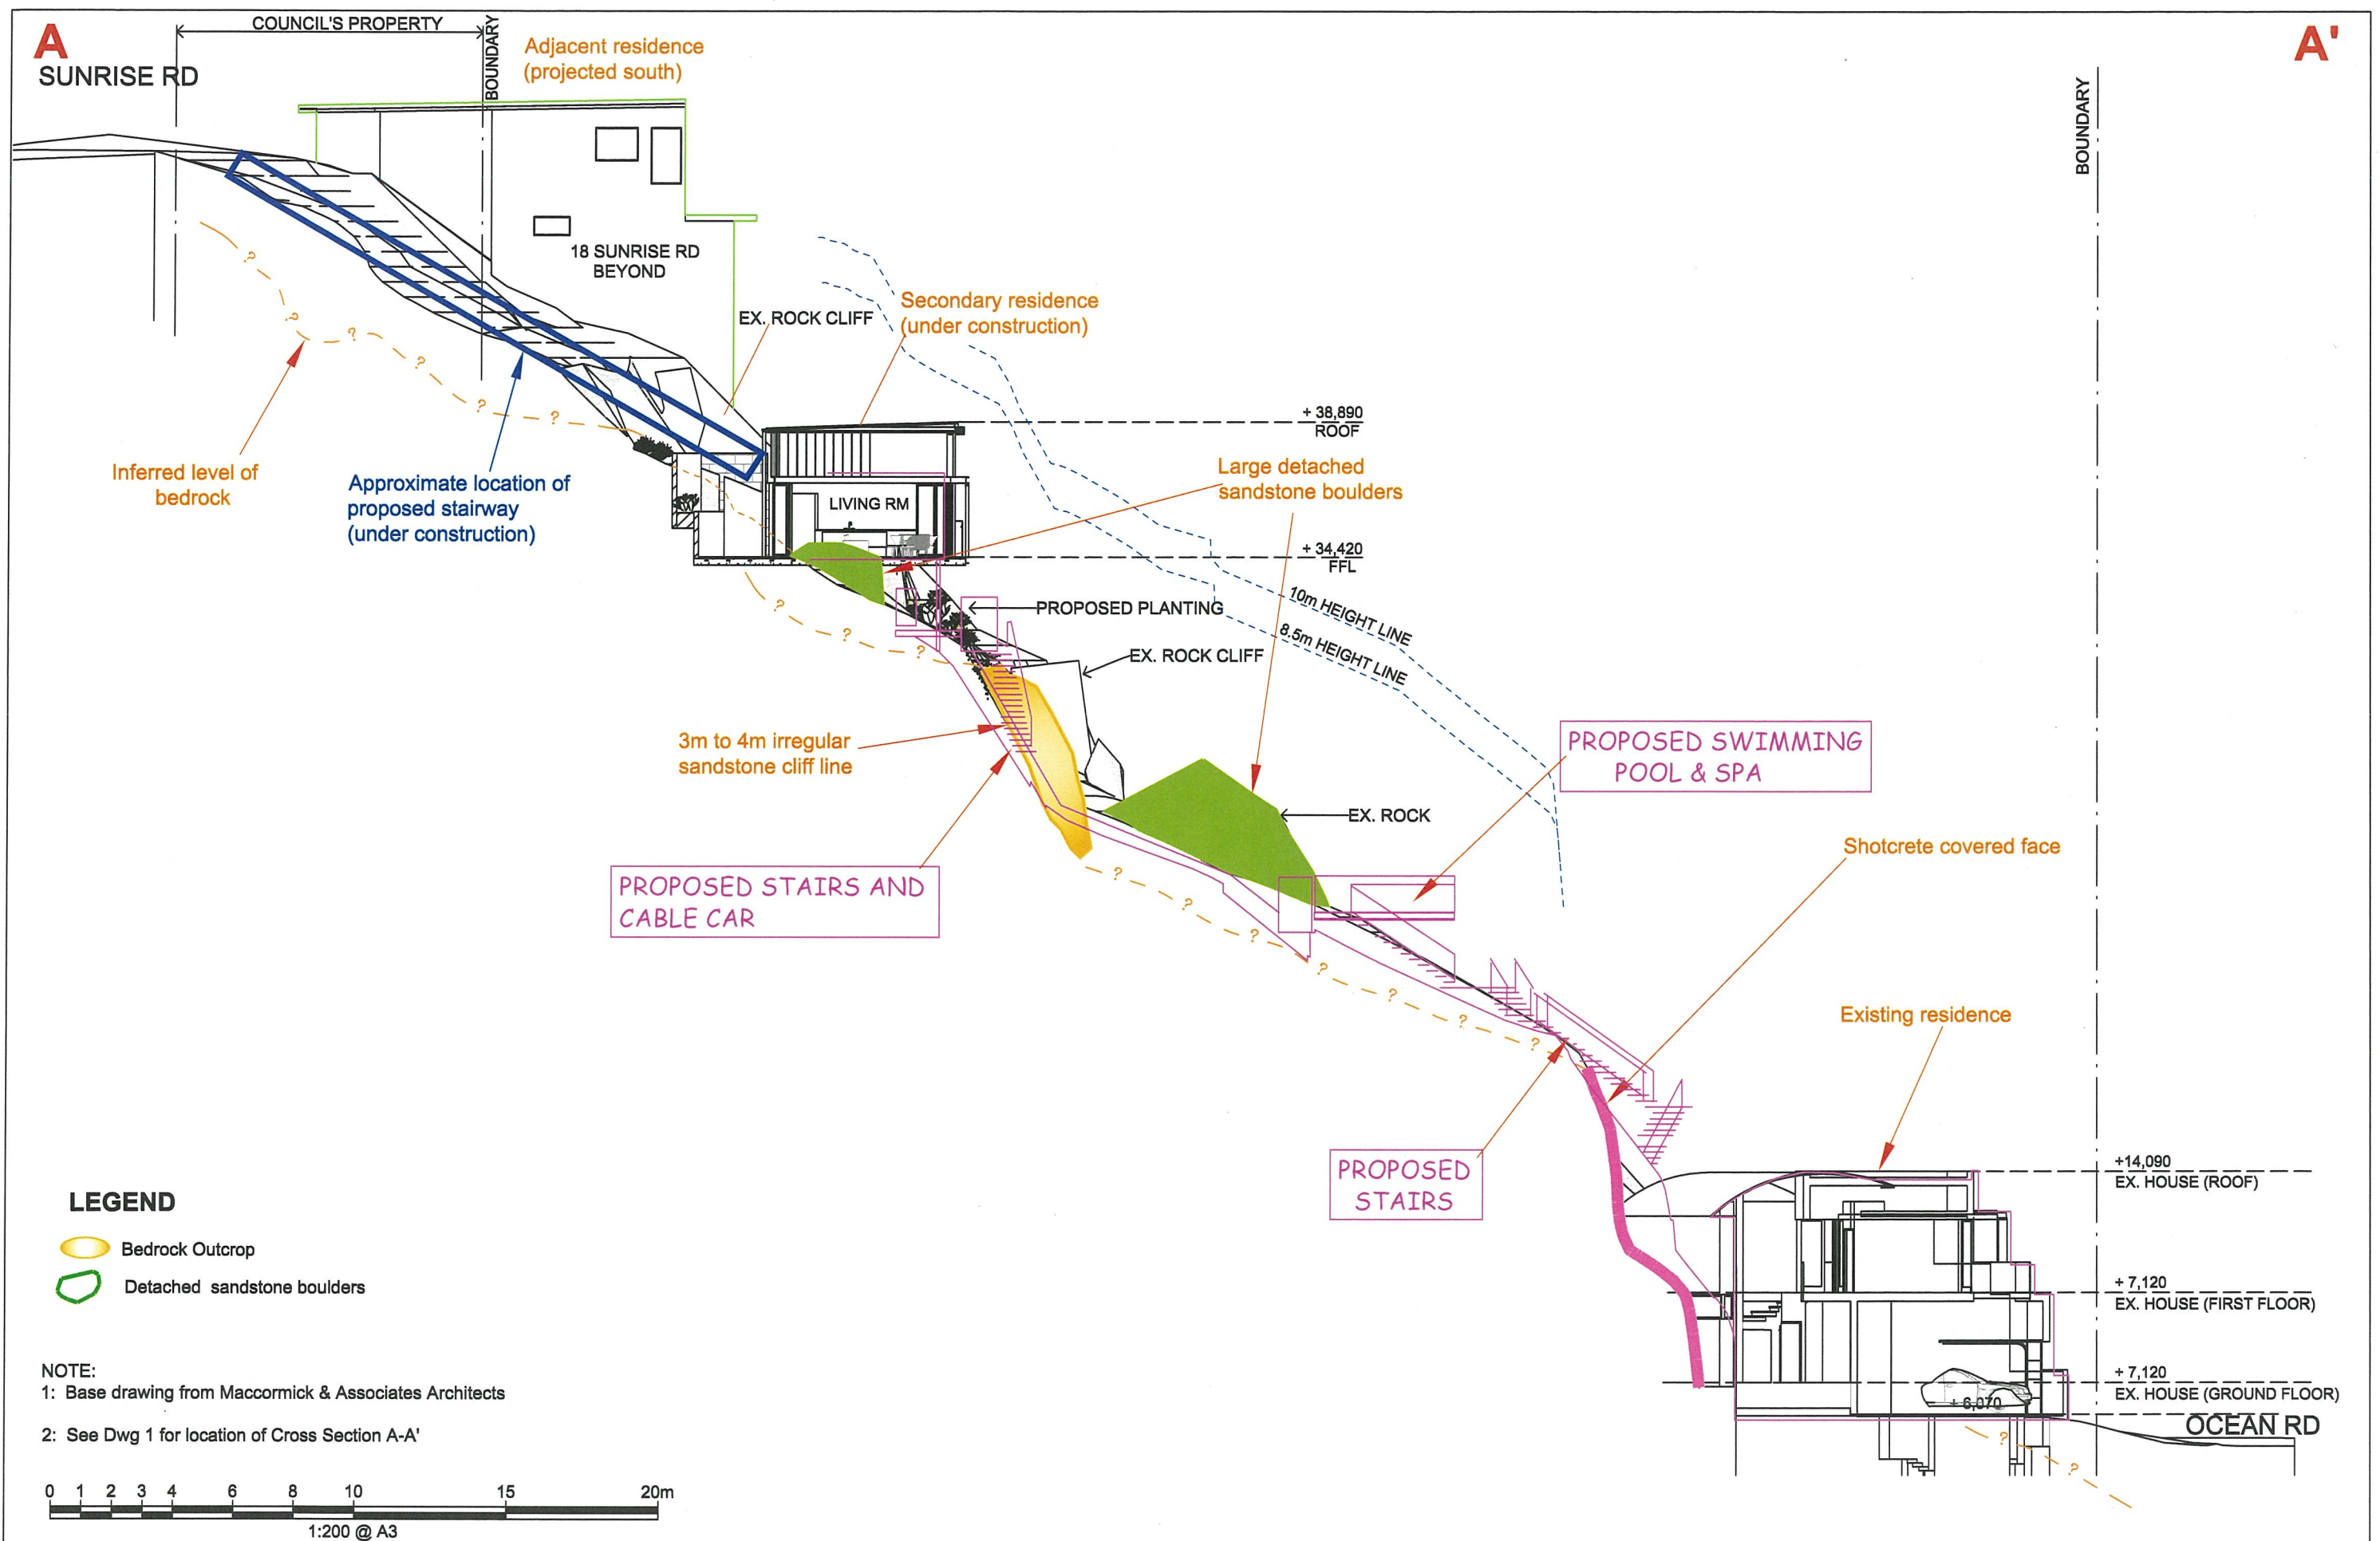 A
SUNRISE RD
COUNCIL'S PROPERTY
BOUNDARY
Adjacent residence
(projected south)
A'
BOUNDARY
18 SUNRISE RD
BEYOND
EX. ROCK CLIFF
Secondary residence
(under construction)
+ 38,890
ROOF
Inferred level of
bedrock
Approximate location of
proposed stairway
(under construction)
LIVING RM
Large detached
sandstone boulders
+ 34,420
FFL
PROPOSED PLANTING
10m HEIGHT LINE
8.5m HEIGHT LINE
EX. ROCK CLIFF
3m to 4m irregular
sandstone cliff line
PROPOSED SWIMMING
POOL & SPA
EX. ROCK
Shotcrete covered face
PROPOSED STAIRS AND
CABLE CAR
Existing residence
PROPOSED
STAIRS
+14,090
EX. HOUSE (ROOF)
+ 7,120
EX. HOUSE (FIRST FLOOR)
+ 7,120
EX. HOUSE (GROUND FLOOR)
+ 6,070
OCEAN RD
LEGEND
Bedrock Outcrop
Detached sandstone boulders
NOTE:
1: Base drawing from Maccormick & Associates Architects
2: See Dwg 1 for location of Cross Section A-A'
0 1 2 3 4 6 8 10 15 20m
1:200 @ A3
? ? ? ? ? ? ? ? ? ? ? ? ? ? ? ? ? ?